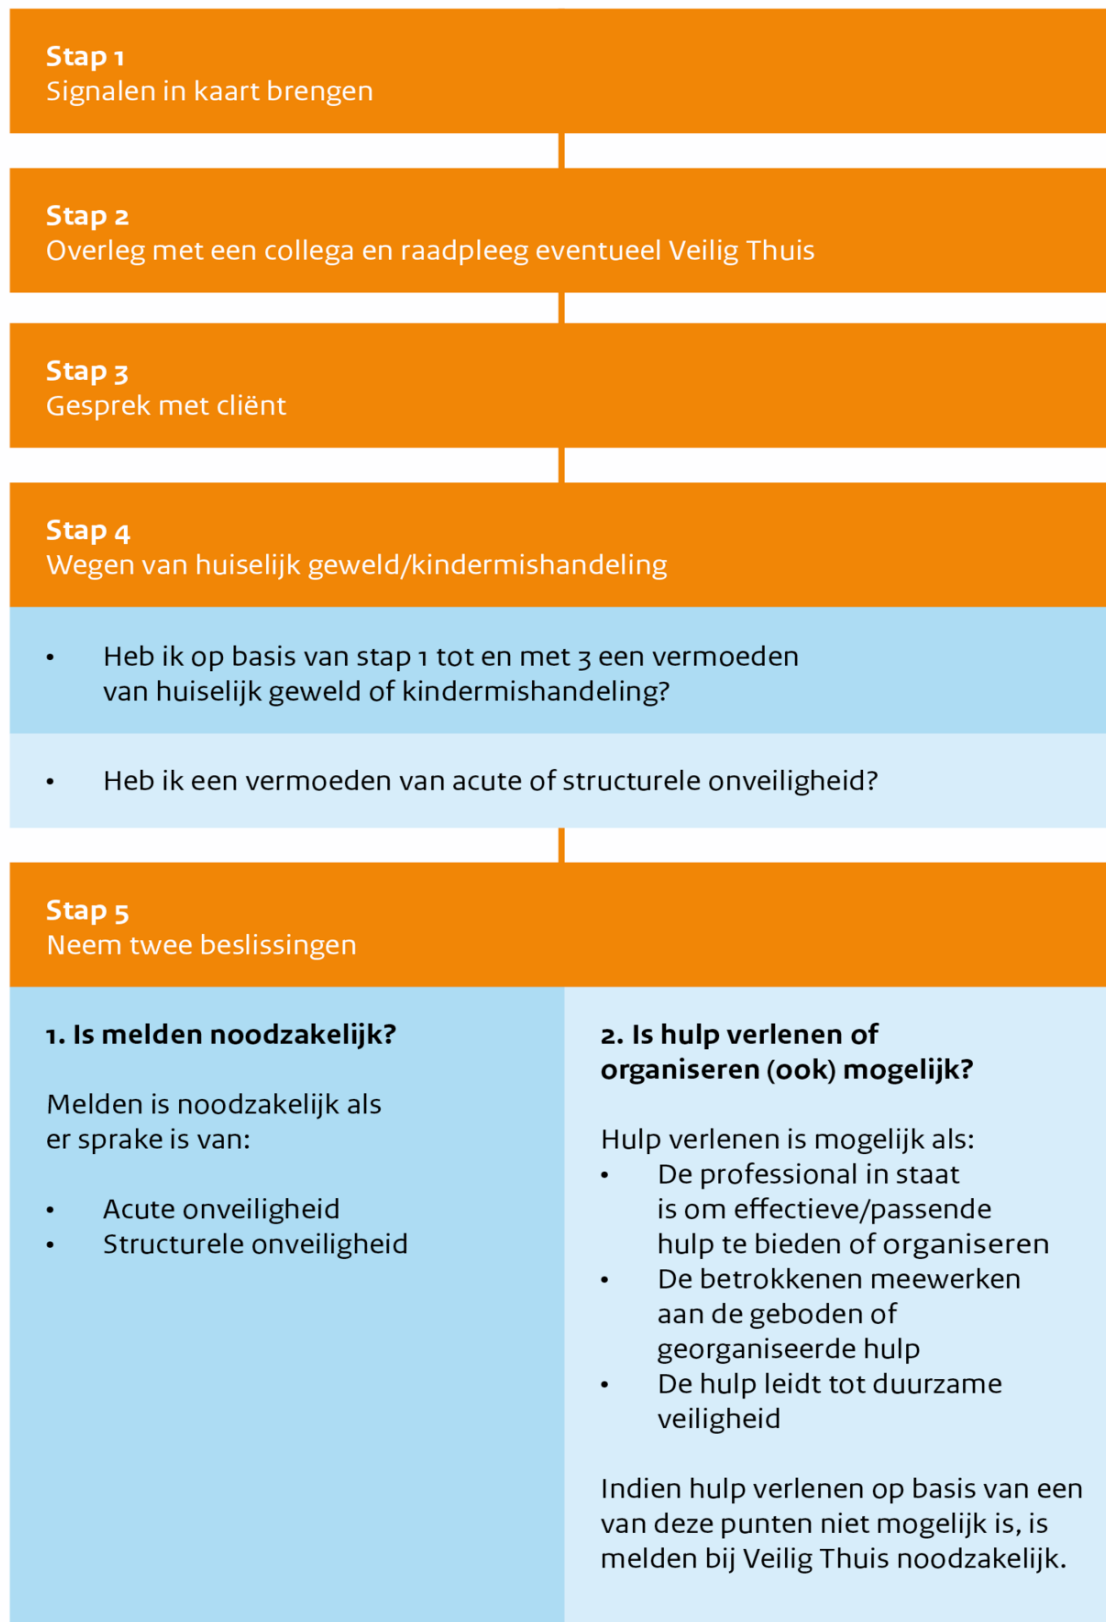 Stap 1
Signalen in kaart brengen
Stap 2
Overleg met een collega en raadpleeg eventueel Veilig Thuis
Stap 3
Gesprek met cliënt
Stap 4
Wegen van huiselijk geweld/kindermishandeling
• Heb ik op basis van stap 1 tot en met 3 een vermoeden
van huiselijk geweld of kindermishandeling?
• Heb ik een vermoeden van acute of structurele onveiligheid?
Stap 5
Neem twee beslissingen
1. Is melden noodzakelijk?
Melden is noodzakelijk als
er sprake is van:
• Acute onveiligheid
• Structurele onveiligheid
2. Is hulp verlenen of
organiseren (ook) mogelijk?
Hulp verlenen is mogelijk als:
• De professional in staat
is om effectieve/passende
hulp te bieden of organiseren
• De betrokkenen meewerken
aan de geboden of
georganiseerde hulp
• De hulp leidt tot duurzame
veiligheid
Indien hulp verlenen op basis van een
van deze punten niet mogelijk is, is
melden bij Veilig Thuis noodzakelijk.